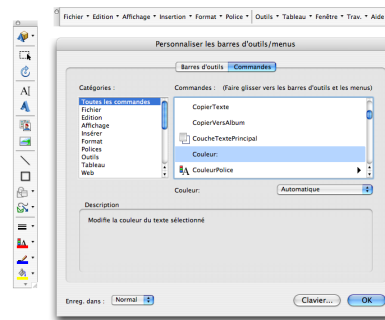 Fichier Edition Affichage Insertion Format Police Outils Tableau Fenêtre Trav. Aide
Personnaliser les barres d'outils/menus
Barres d'outils Commandes
Catégories :
Commandes : (Faire glisser vers les barres d'outils et les menus)
Toutes les commandes
Fichier
Edition
Affichage
Insérer
Format
Polices
Outils
Tableau
Web
CopierTexte
CopierVersAlbum
CoucheTextePrincipal
Couleur:
A CouleurPolice
Couleur: Automatique
Description
Modifie la couleur du texte sélectionné
Enreg. dans : Normal
Clavier... OK
AI
A
A